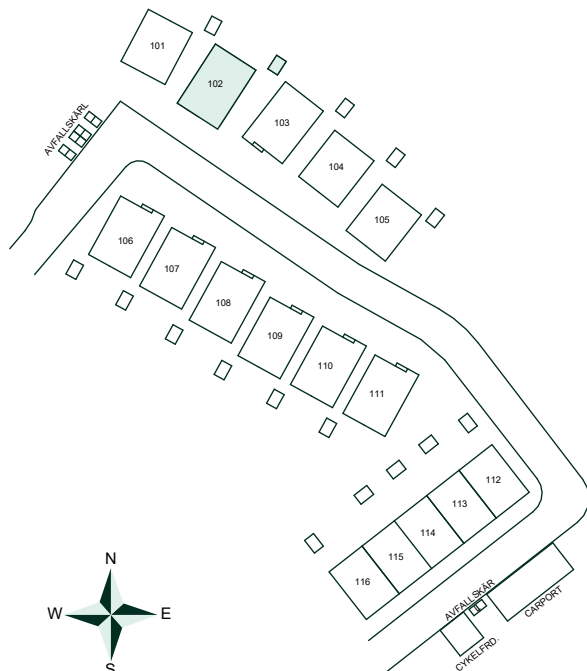 101
102
103
104
105
AVFALLSKÄRL
106
107
108
109
110
111
112
113
114
115
116
AVFALLSKÄR
CARPORT
CYKELFRD.
N
W
E
S